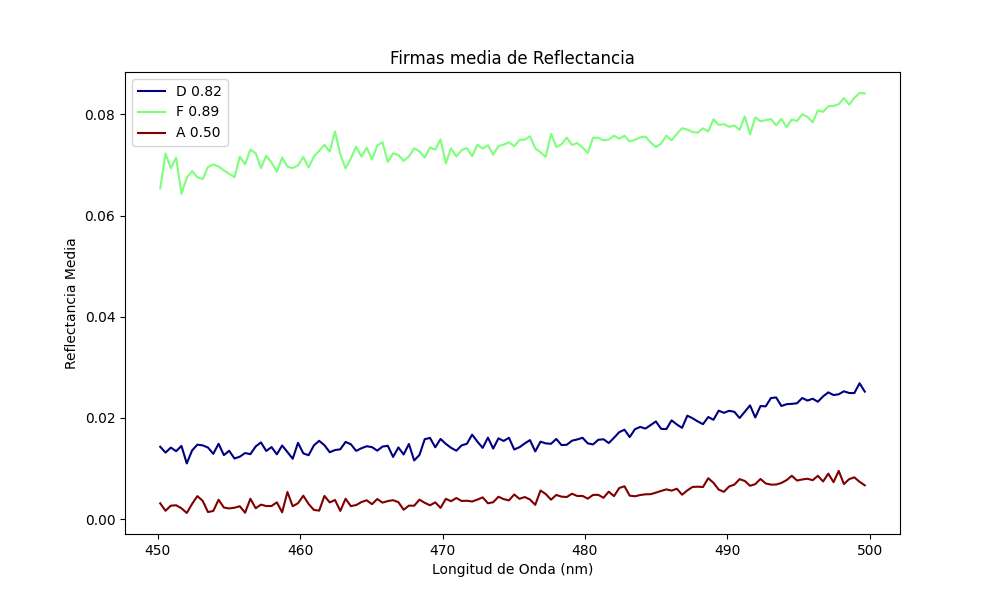 Firmas media de Reflectancia
D 0.82
F 0.89
A 0.50
Reflectancia Media
0.08
0.06
0.04
0.02
0.00
450 460 470 480 490 500
Longitud de Onda (nm)